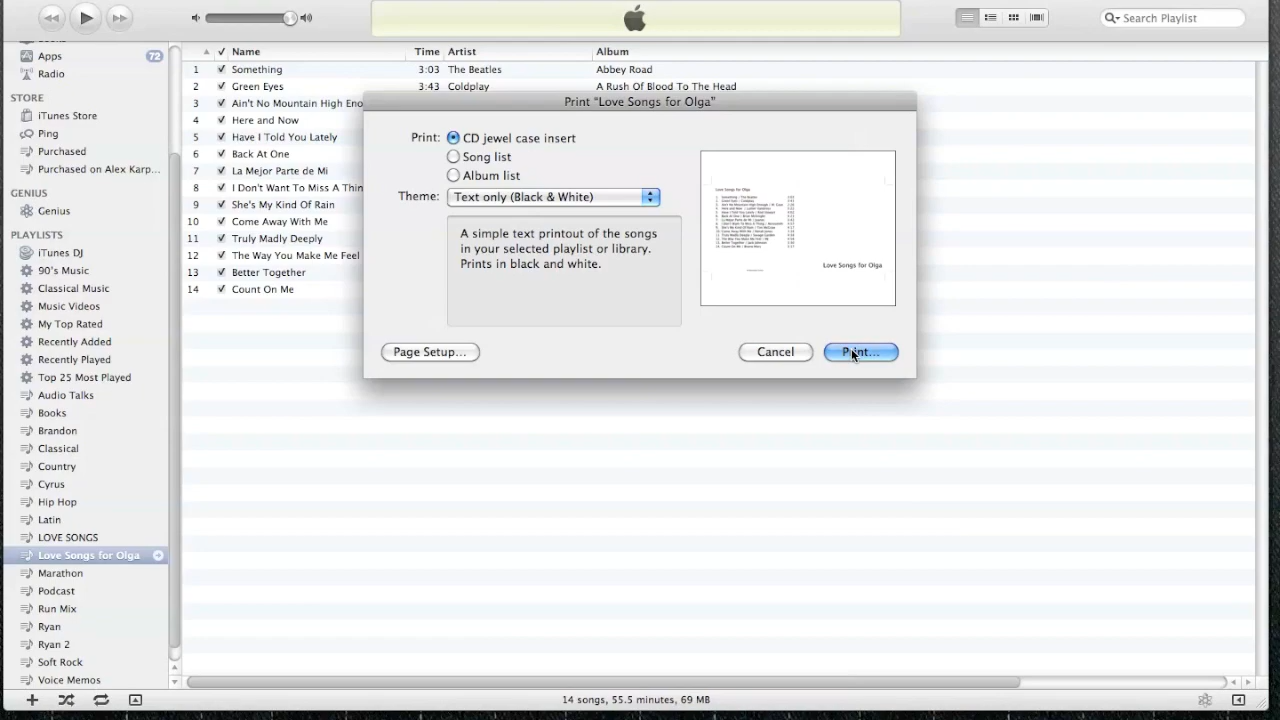 Search Playlist
Apps 72
Radio
STORE
iTunes Store
Ping
Purchased
Purchased on Alex Karp...
GENIUS
Genius
PLAYLISTS
iTunes DJ
90's Music
Classical Music
Music Videos
My Top Rated
Recently Added
Recently Played
Top 25 Most Played
Audio Talks
Books
Brandon
Classical
Country
Cyrus
Hip Hop
Latin
LOVE SONGS
Love Songs for Olga
Marathon
Podcast
Run Mix
Ryan
Ryan 2
Soft Rock
Voice Memos
Name Time Artist Album
1 Something 3:03 The Beatles Abbey Road
2 Green Eyes 3:43 Coldplay A Rush Of Blood To The Head
3 Ain't No Mountain High Eno
4 Here and Now
5 Have I Told You Lately
6 Back At One
7 La Mejor Parte de Mi
8 I Don't Want To Miss A Thin
9 She's My Kind Of Rain
10 Come Away With Me
11 Truly Madly Deeply
12 The Way You Make Me Feel
13 Better Together
14 Count On Me
Print "Love Songs for Olga"
Print: CD jewel case insert
Song list
Album list
Theme: Text only (Black & White)
A simple text printout of the songs
in your selected playlist or library.
Prints in black and white.
Love Songs for Olga
Love Songs for Olga
Page Setup...
Cancel
Print...
14 songs, 55.5 minutes, 69 MB